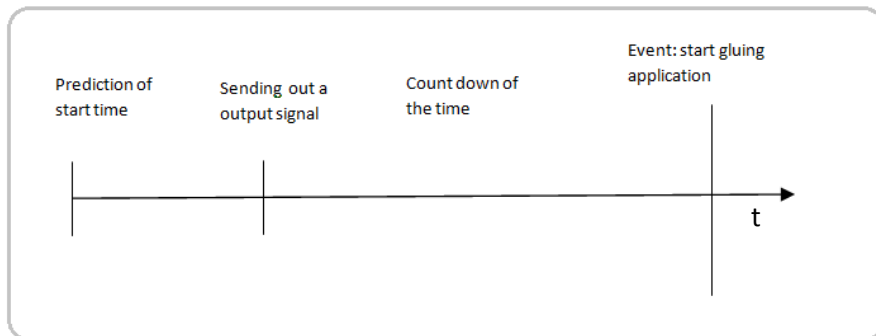 Prediction of
start time
Sending out a
output signal
Count down of
the time
Event: start gluing
application
t